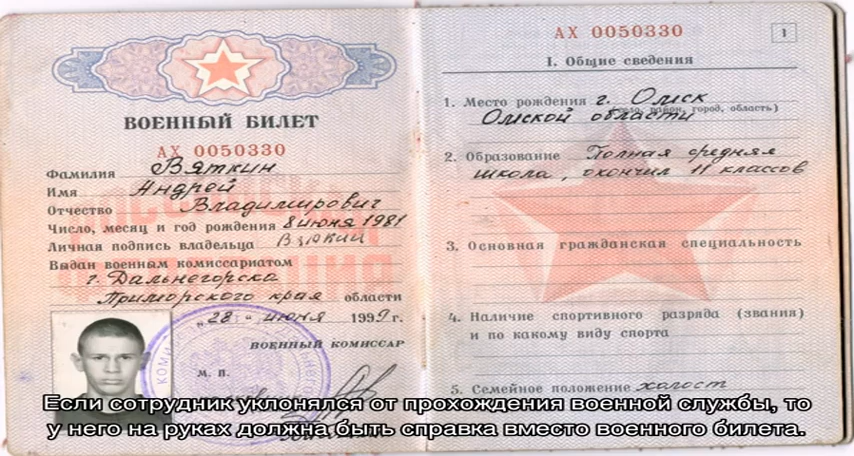 ВОЕННЫЙ БИЛЕТ
АХ 0050330
Фамилия Вяткин
Имя Андрей
Отчество Владимирович
Число, месяц и год рождения 8 июня 1981
Личная подпись владельца
Выдан военным комиссариатом
г. Дальнегорска
Приморского края области
"28" июня 1999 г.
ВОЕННЫЙ КОМИССАР
М. П.
АХ 0050330
1
I. Общие сведения
1. Место рождения г. Омск
(село, район, город, область)
Омской области
2. Образование Полная средняя
школа, окончил 11 классов
3. Основная гражданская специальность
4. Наличие спортивного разряда (звания)
и по какому виду спорта
5. Семейное положение холост
Если сотрудник уклонялся от прохождения военной службы, то
у него на руках должна быть справка вместо военного билета.